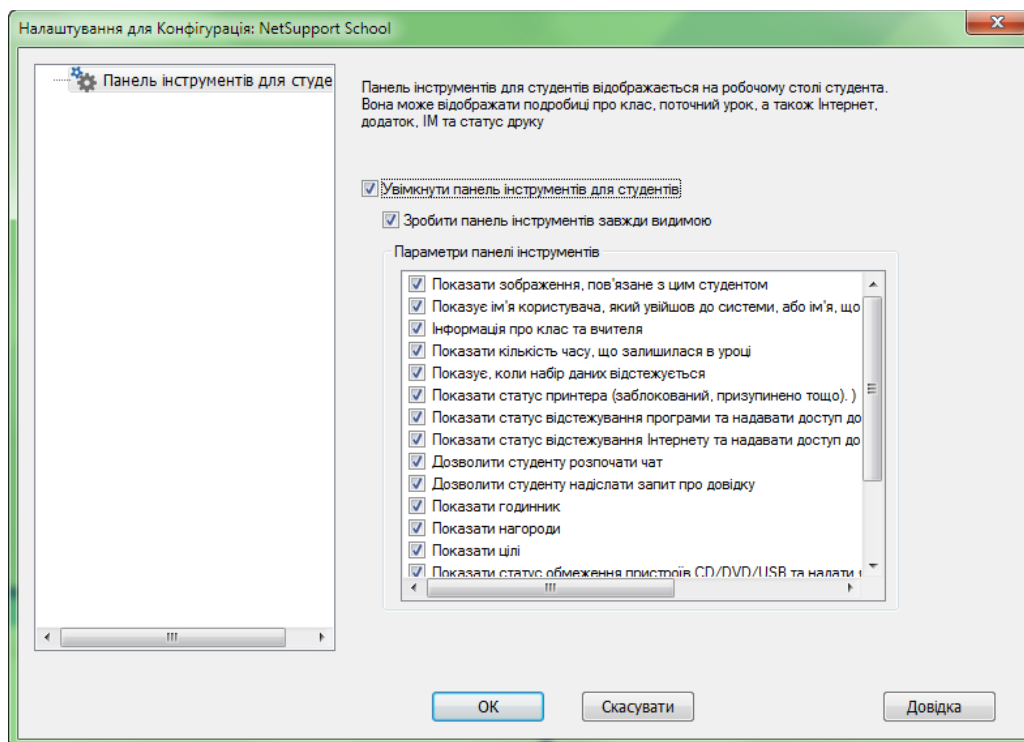 Налаштування для Конфігурація: NetSupport School
Панель інструментів для студе
Панель інструментів для студентів відображається на робочому столі студента.
Вона може відображати подробиці про клас, поточний урок, а також Інтернет,
додаток, ІМ та статус друку
Увімкнути панель інструментів для студентів
Зробити панель інструментів завжди видимою
Параметри панелі інструментів
Показати зображення, пов'язане з цим студентом
Показує ім'я користувача, який увійшов до системи, або ім'я, що
Інформація про клас та вчителя
Показати кількість часу, що залишилася в уроці
Показує, коли набір даних відстежується
Показати статус принтера (заблокований, призупинено тощо). )
Показати статус відстежування програми та надавати доступ до
Показати статус відстежування Інтернету та надавати доступ до
Дозволити студенту розпочати чат
Дозволити студенту надіслати запит про довідку
Показати годинник
Показати нагороди
Показати цілі
Показати статус обмеження пристроїв CD/DVD/USB та надати
ОК
Скасувати
Довідка